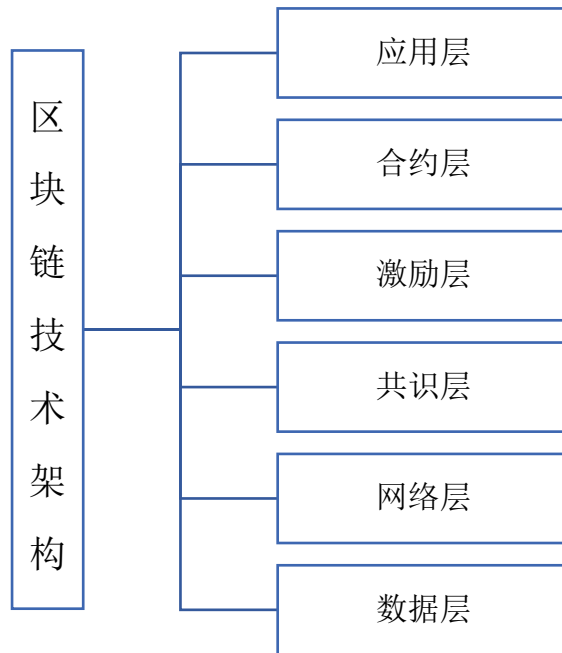 区块链技术架构
应用层
合约层
激励层
共识层
网络层
数据层